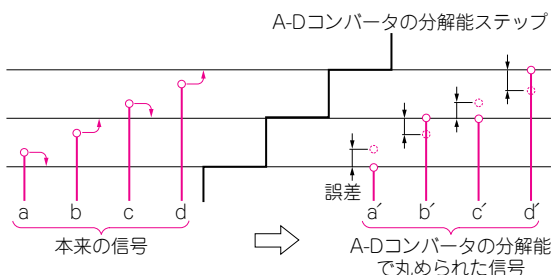 A-Dコンバータの分解能ステップ
誤差
a b c d
a′ b′ c′ d′
本来の信号
A-Dコンバータの分解能
で丸められた信号